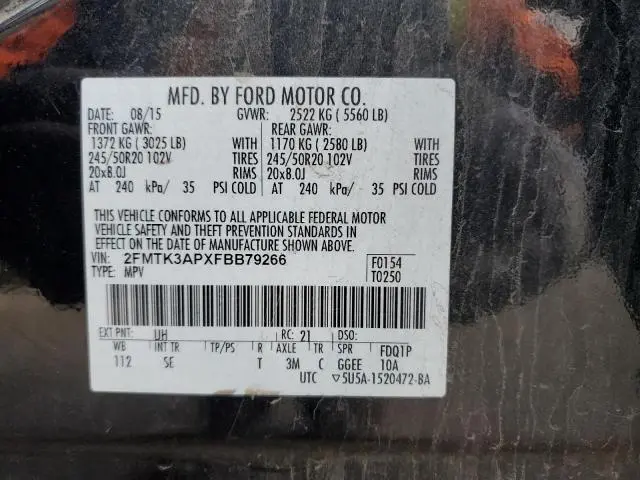 MFD. BY FORD MOTOR CO.
DATE: 08/15 GVWR: 2522 KG ( 5560 LB)
FRONT GAWR: REAR GAWR:
1372 KG ( 3025 LB) WITH 1170 KG ( 2580 LB) WITH
245/50R20 102V TIRES 245/50R20 102V TIRES
20x8.0J RIMS 20x8.0J RIMS
AT 240 kPa/ 35 PSI COLD AT 240 kPa/ 35 PSI COLD
THIS VEHICLE CONFORMS TO ALL APPLICABLE FEDERAL MOTOR
VEHICLE SAFETY AND THEFT PREVENTION STANDARDS IN
EFFECT ON THE DATE OF MANUFACTURE SHOWN ABOVE.
VIN: 2FMTK3APXFBB79266 F0154
TYPE: MPV T0250
EXT PNT: UH RC: 21 DSO:
WB INT TR TP/PS R AXLE TR SPR FDQ1P
112 SE T 3M C GGEE 10A
UTC ▽5U5A-1520472-BA